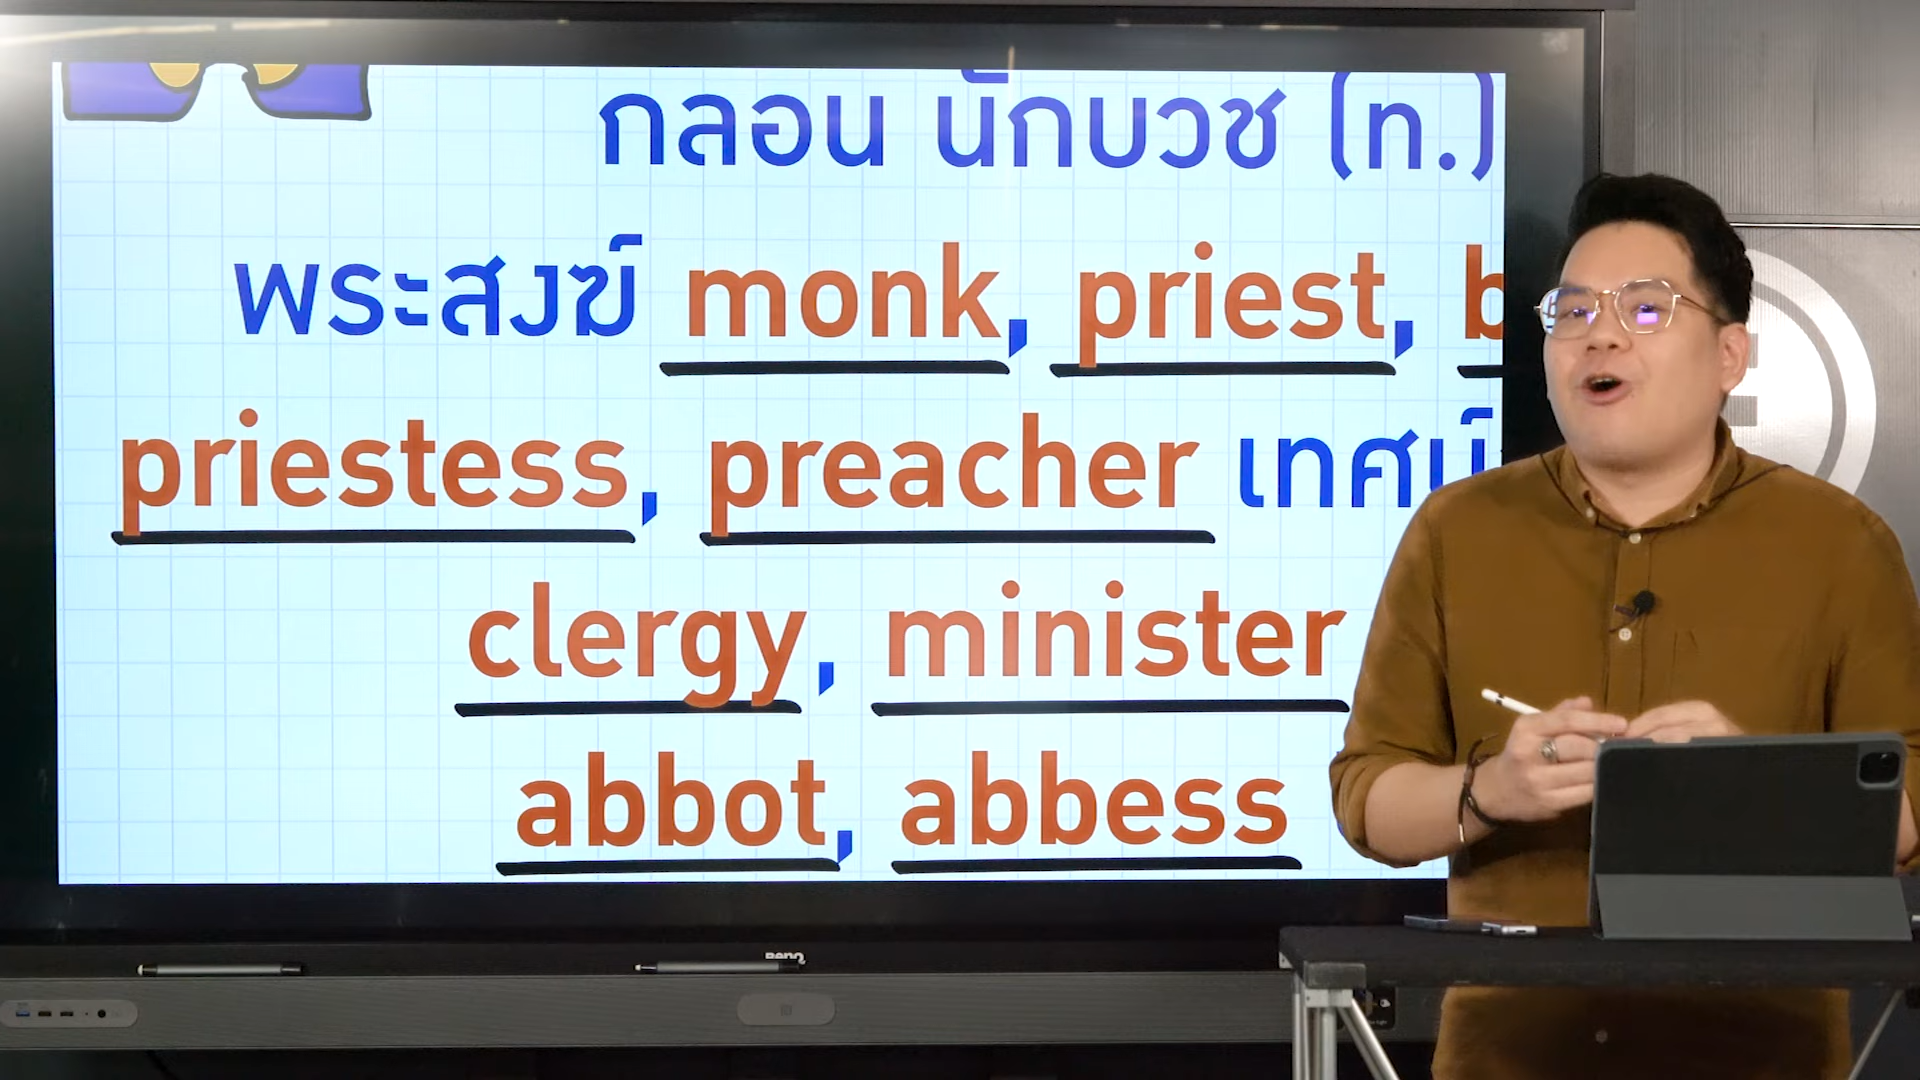 กลอน นักบวช (ท.)
พระสงฆ์ monk, priest,
priestess, preacher
clergy, minister
abbot, abbess
BenQ